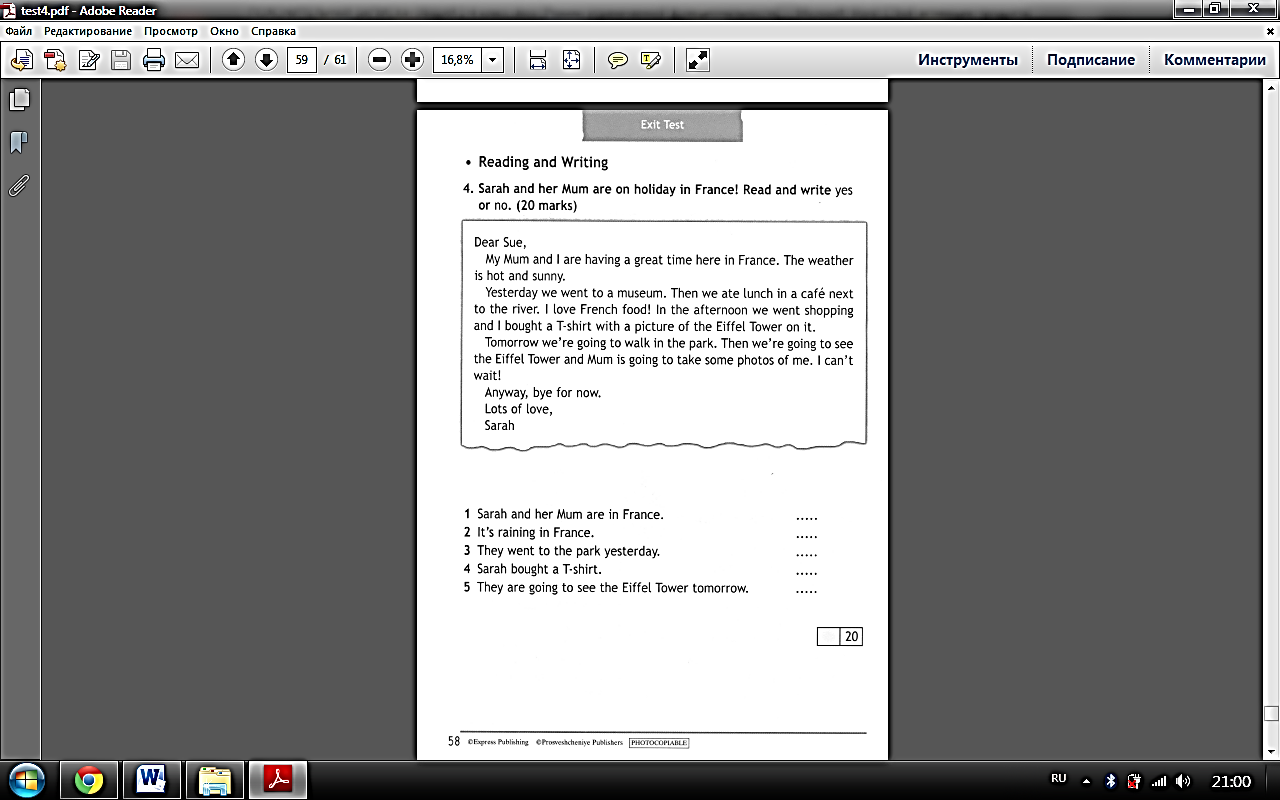 test4.pdf - Adobe Reader
Файл Редактирование Просмотр Окно Справка
59 / 61 16,8% Инструменты Подписание Комментарии
Exit Test
• Reading and Writing
4. Sarah and her Mum are on holiday in France! Read and write yes
or no. (20 marks)
Dear Sue,
My Mum and I are having a great time here in France. The weather
is hot and sunny.
Yesterday we went to a museum. Then we ate lunch in a café next
to the river. I love French food! In the afternoon we went shopping
and I bought a T-shirt with a picture of the Eiffel Tower on it.
Tomorrow we're going to walk in the park. Then we're going to see
the Eiffel Tower and Mum is going to take some photos of me. I can't
wait!
Anyway, bye for now.
Lots of love,
Sarah
1 Sarah and her Mum are in France. .....
2 It's raining in France. .....
3 They went to the park yesterday. .....
4 Sarah bought a T-shirt. .....
5 They are going to see the Eiffel Tower tomorrow. .....
20
58 ©Express Publishing ©Prosveshcheniye Publishers PHOTOCOPIABLE
RU 21:00